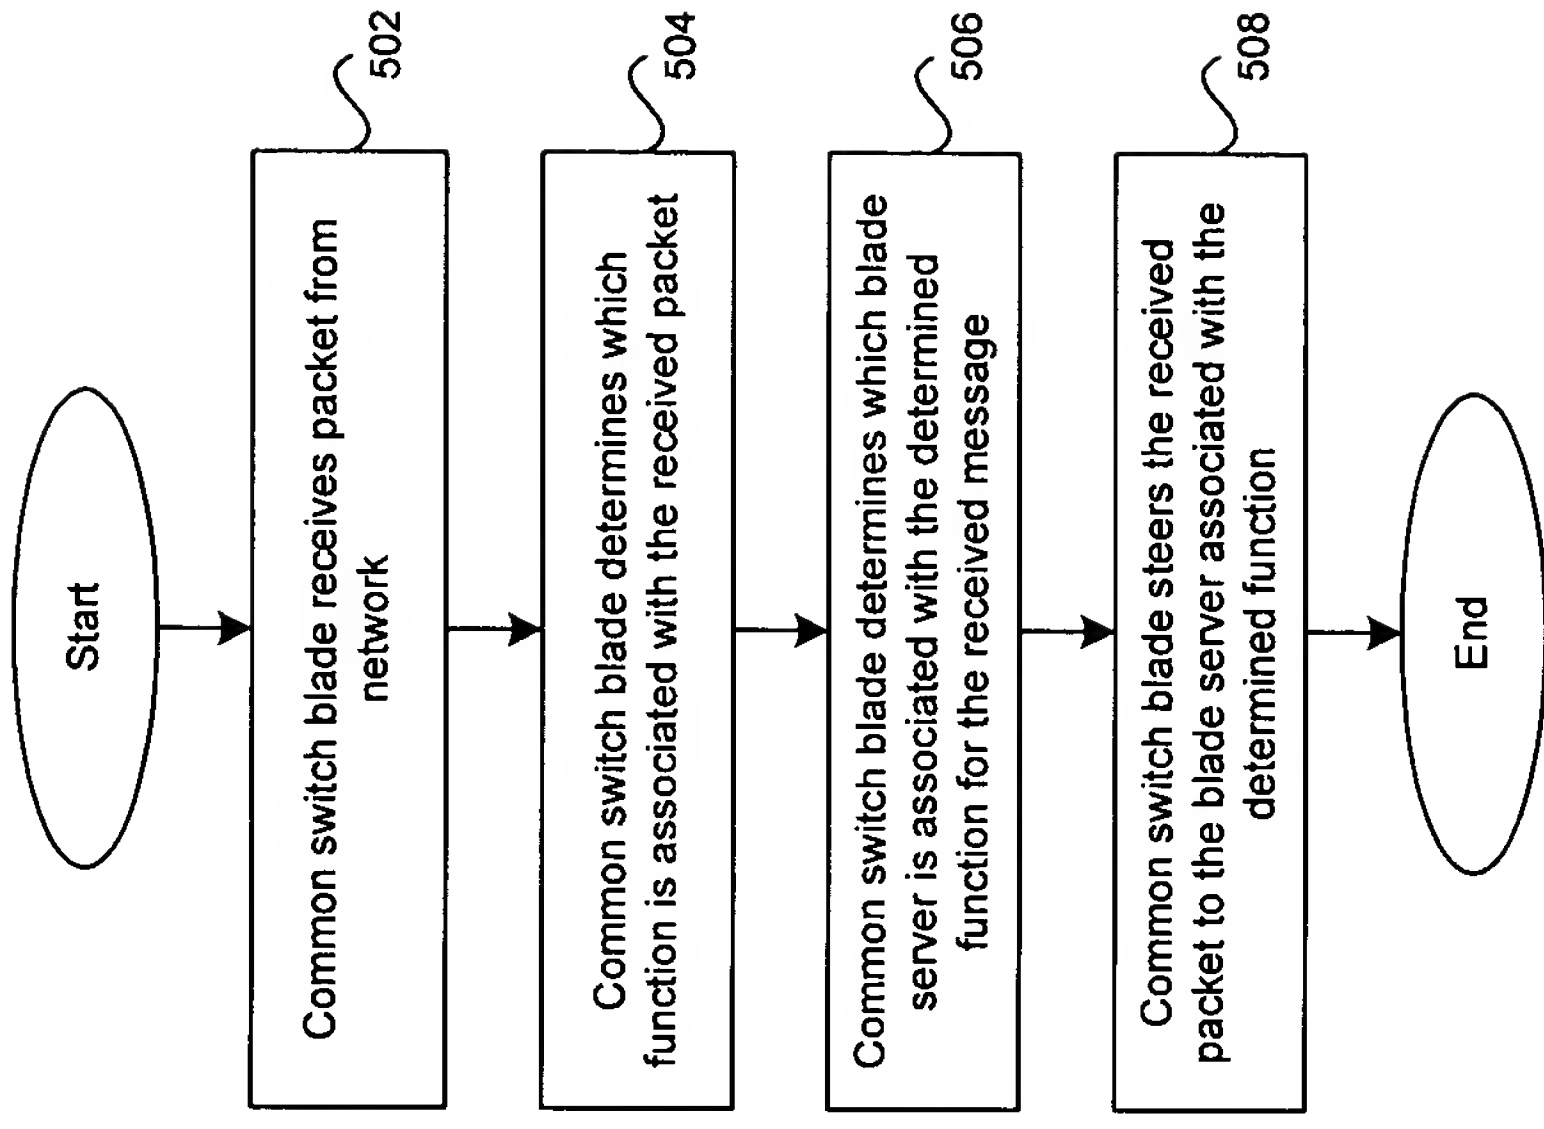 Start
Common switch blade receives packet from
network
502
Common switch blade determines which
function is associated with the received packet
504
Common switch blade determines which blade
server is associated with the determined
function for the received message
506
Common switch blade steers the received
packet to the blade server associated with the
determined function
508
End